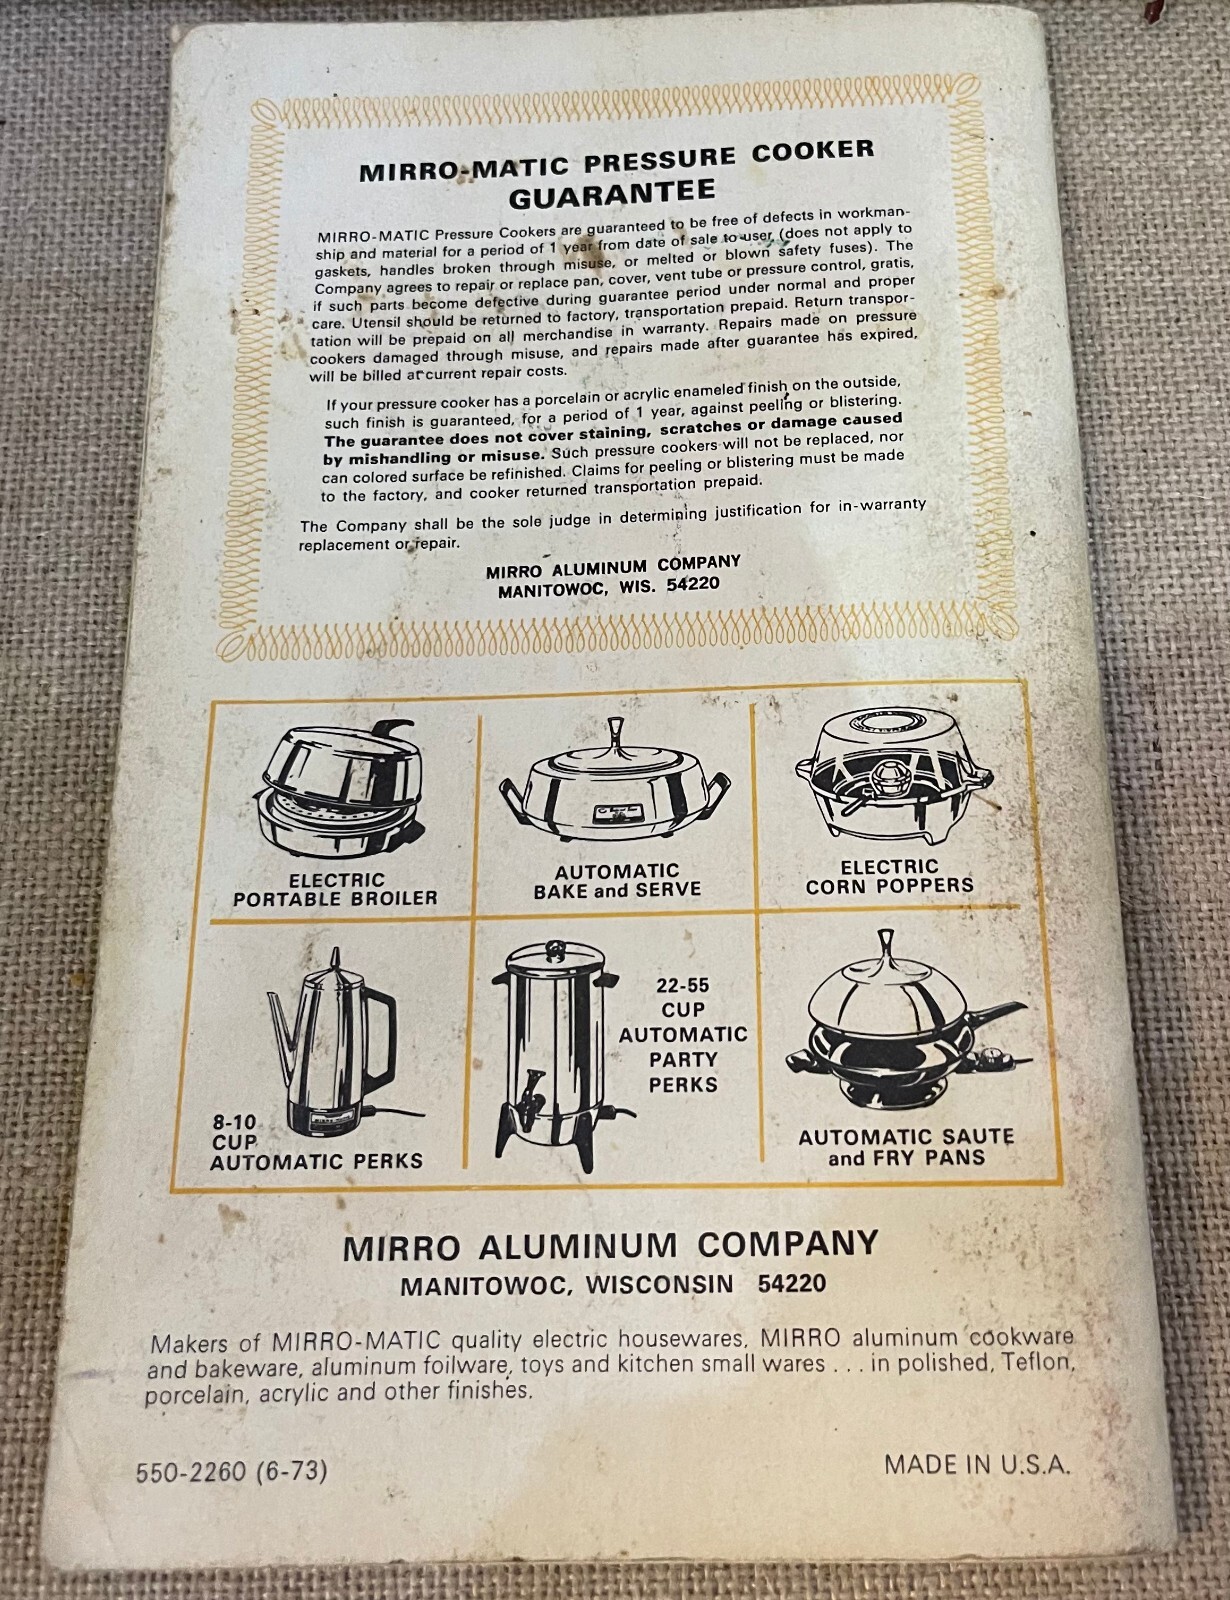 MIRRO-MATIC PRESSURE COOKER
GUARANTEE
MIRRO-MATIC Pressure Cookers are guaranteed to be free of defects in workman-
ship and material for a period of 1 year from date of sale to user, (does not apply to
gaskets, handles broken through misuse, or melted or blown safety fuses). The
Company agrees to repair or replace pan, cover, vent tube or pressure control, gratis,
if such parts become defective during guarantee period under normal and proper
care. Utensil should be returned to factory, transportation prepaid. Return transpor-
tation will be prepaid on all merchandise in warranty. Repairs made on pressure
cookers damaged through misuse, and repairs made after guarantee has expired,
will be billed at current repair costs.
If your pressure cooker has a porcelain or acrylic enameled finish on the outside,
such finish is guaranteed, for a period of 1 year, against peeling or blistering.
The guarantee does not cover staining, scratches or damage caused
by mishandling or misuse. Such pressure cookers will not be replaced, nor
can colored surface be refinished. Claims for peeling or blistering must be made
to the factory, and cooker returned transportation prepaid.
The Company shall be the sole judge in determining justification for in-warranty
replacement or repair.
MIRRO ALUMINUM COMPANY
MANITOWOC, WIS. 54220
ELECTRIC
PORTABLE BROILER
AUTOMATIC
BAKE and SERVE
ELECTRIC
CORN POPPERS
8-10
CUP
AUTOMATIC PERKS
22-55
CUP
AUTOMATIC
PARTY
PERKS
AUTOMATIC SAUTE
and FRY PANS
MIRRO ALUMINUM COMPANY
MANITOWOC, WISCONSIN 54220
Makers of MIRRO-MATIC quality electric housewares, MIRRO aluminum cookware
and bakeware, aluminum foilware, toys and kitchen small wares . . . in polished, Teflon,
porcelain, acrylic and other finishes.
550-2260 (6-73)
MADE IN U.S.A.